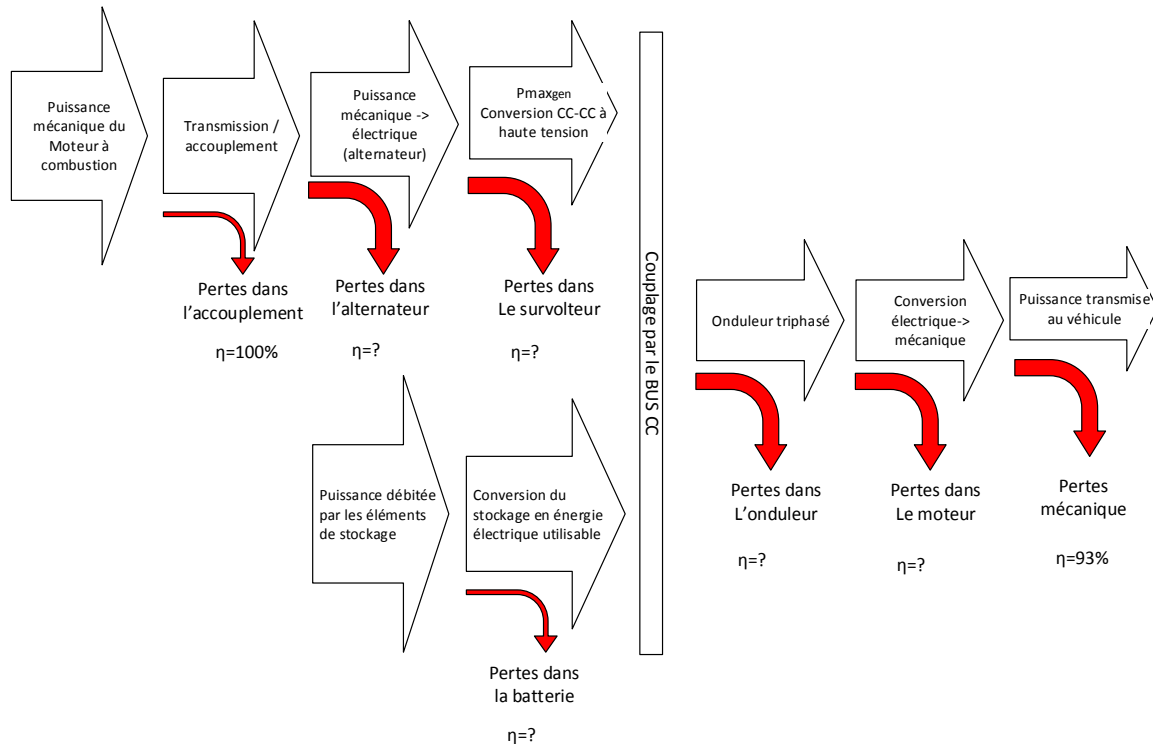 Puissance
mécanique du
Moteur à
combustion
Transmission /
accouplement
Puissance
mécanique ->
électrique
(alternateur)
Pmaxgen
Conversion CC-CC à
haute tension
Pertes dans
l'accouplement
η=100%
Pertes dans
l'alternateur
η=?
Pertes dans
Le survolteur
η=?
Puissance débitée
par les éléments
de stockage
Conversion du
stockage en énergie
électrique utilisable
Pertes dans
la batterie
η=?
Couplage par le BUS CC
Onduleur triphasé
Conversion
électrique->
mécanique
Puissance transmise
au véhicule
Pertes dans
L'onduleur
η=?
Pertes dans
Le moteur
η=?
Pertes
mécanique
η=93%